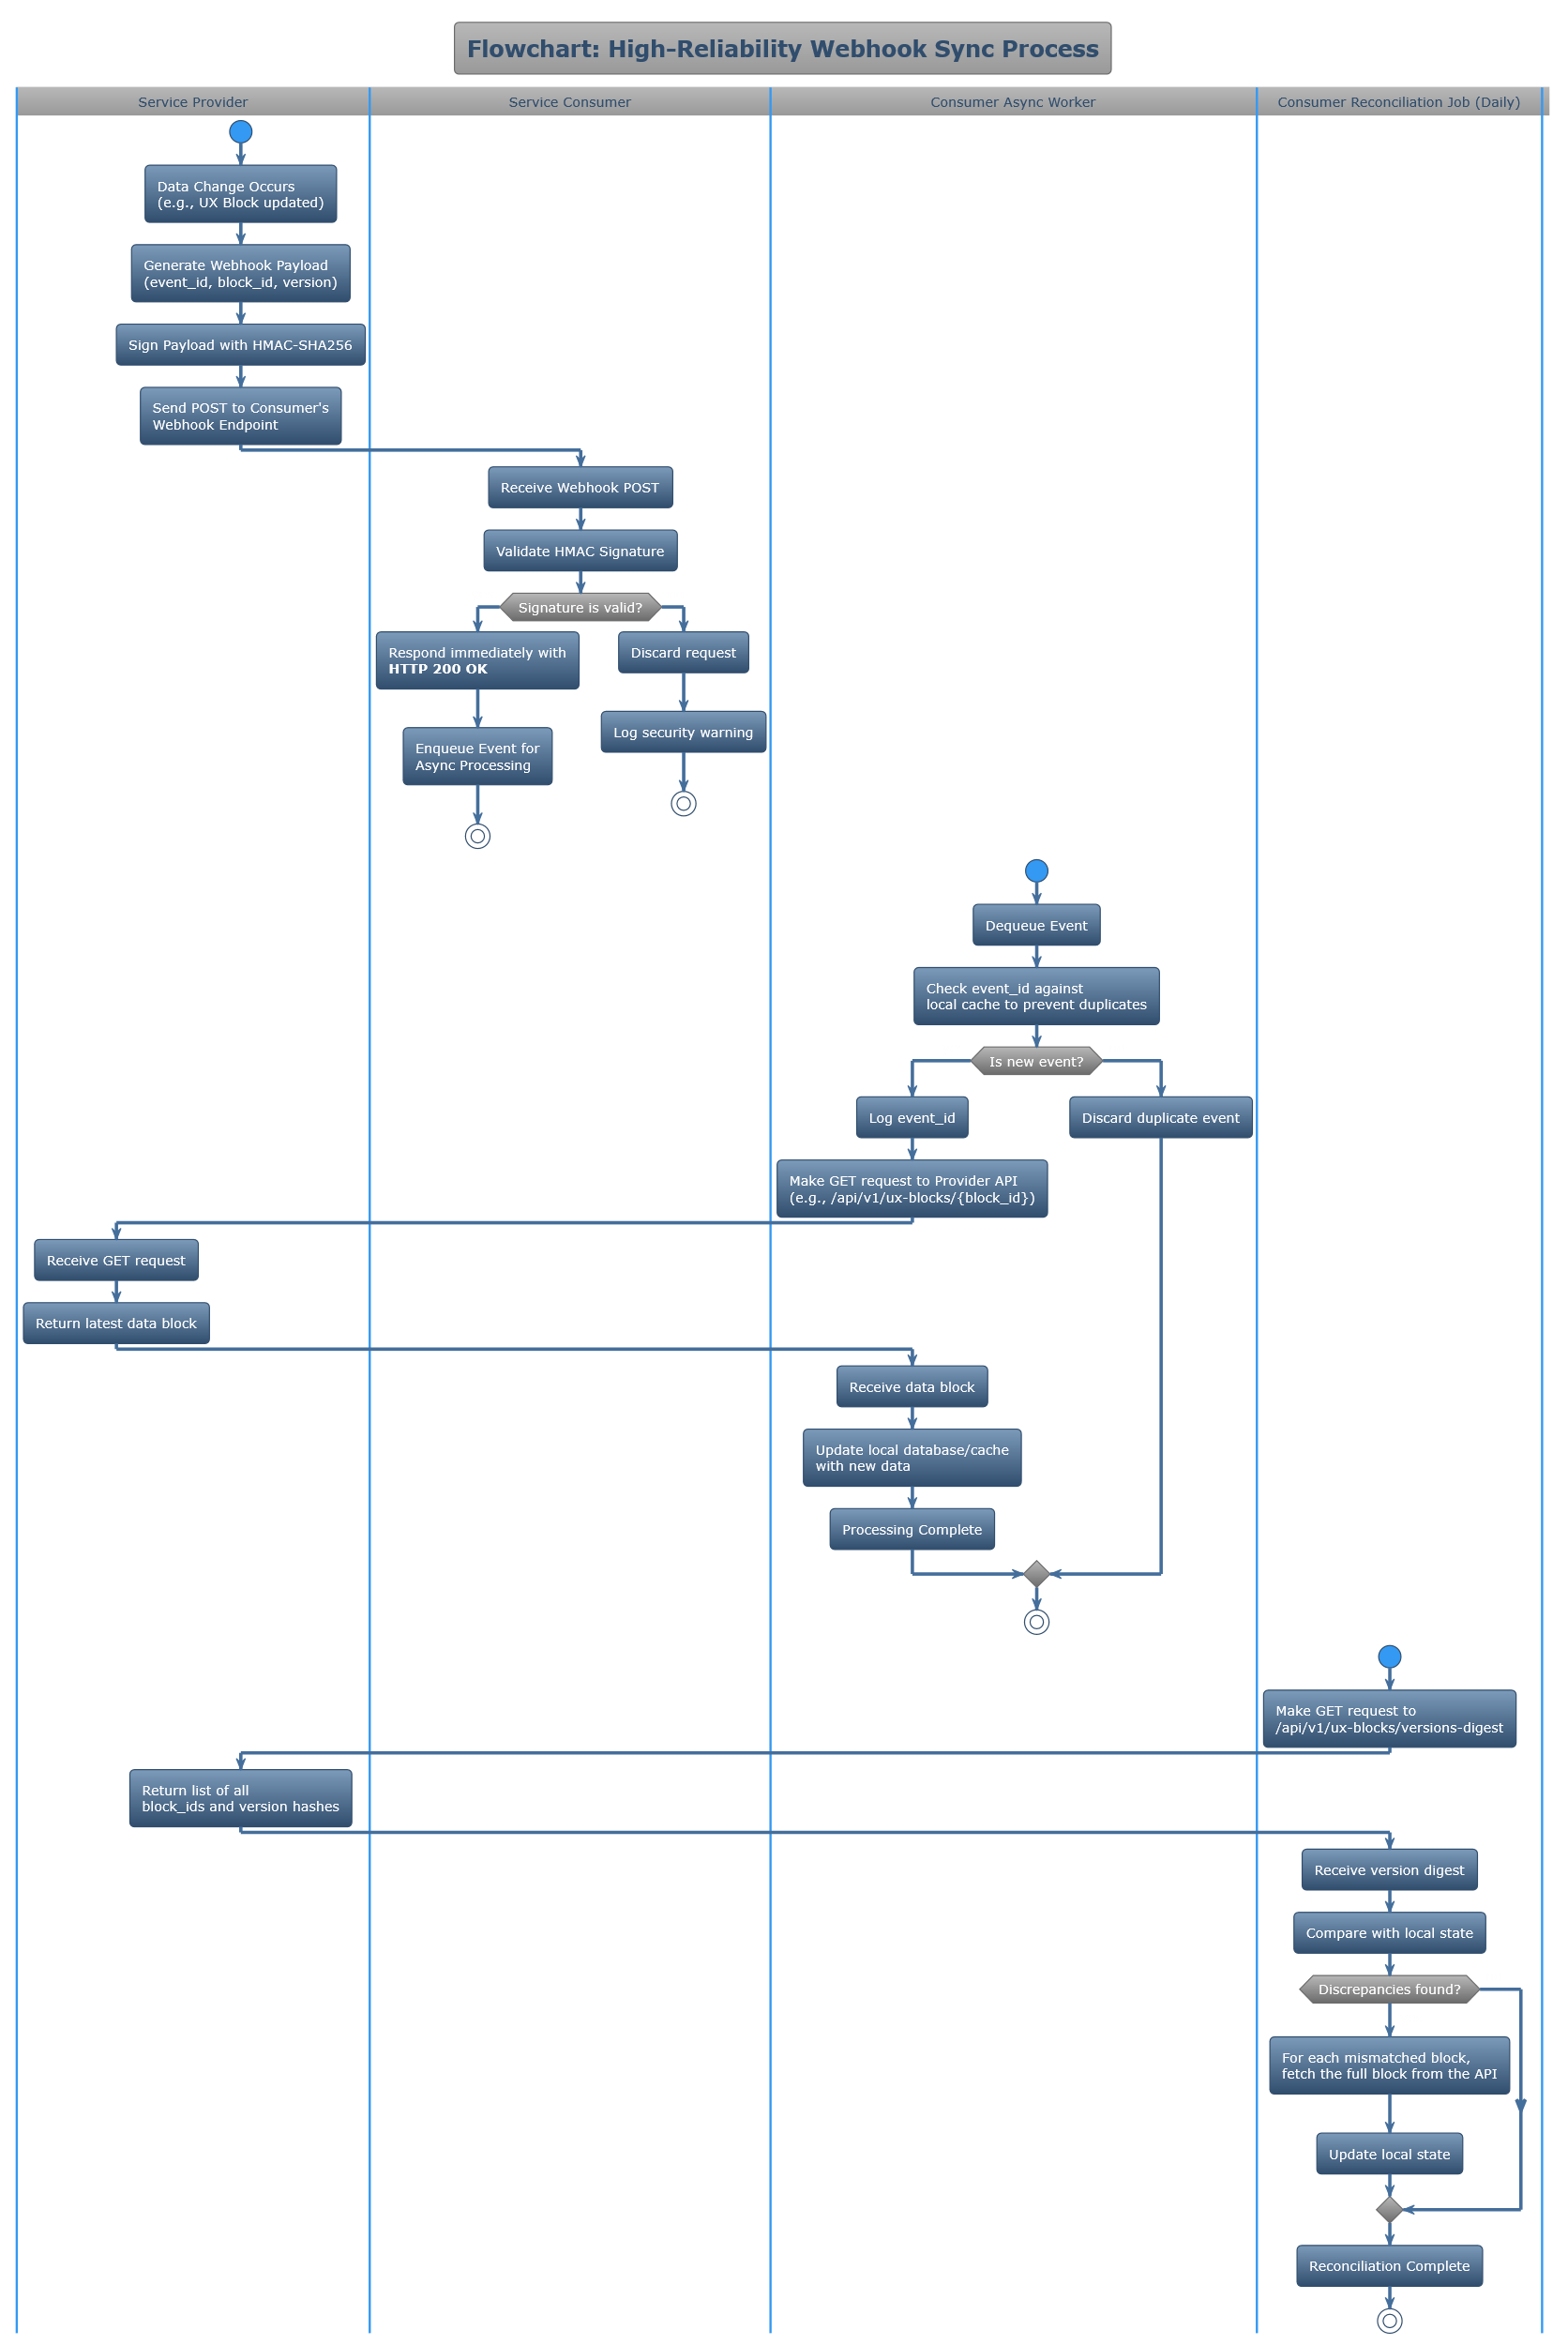 Flowchart: High-Reliability Webhook Sync Process
Service Provider
Service Consumer
Consumer Async Worker
Consumer Reconciliation Job (Daily)
Data Change Occurs
(e.g., UX Block updated)
Generate Webhook Payload
(event_id, block_id, version)
Sign Payload with HMAC-SHA256
Send POST to Consumer's
Webhook Endpoint
Receive Webhook POST
Validate HMAC Signature
Signature is valid?
Respond immediately with
HTTP 200 OK
Discard request
Enqueue Event for
Async Processing
Log security warning
Dequeue Event
Check event_id against
local cache to prevent duplicates
Is new event?
Log event_id
Discard duplicate event
Make GET request to Provider API
(e.g., /api/v1/ux-blocks/{block_id})
Receive GET request
Return latest data block
Receive data block
Update local database/cache
with new data
Processing Complete
Make GET request to
/api/v1/ux-blocks/versions-digest
Return list of all
block_ids and version hashes
Receive version digest
Compare with local state
Discrepancies found?
For each mismatched block,
fetch the full block from the API
Update local state
Reconciliation Complete